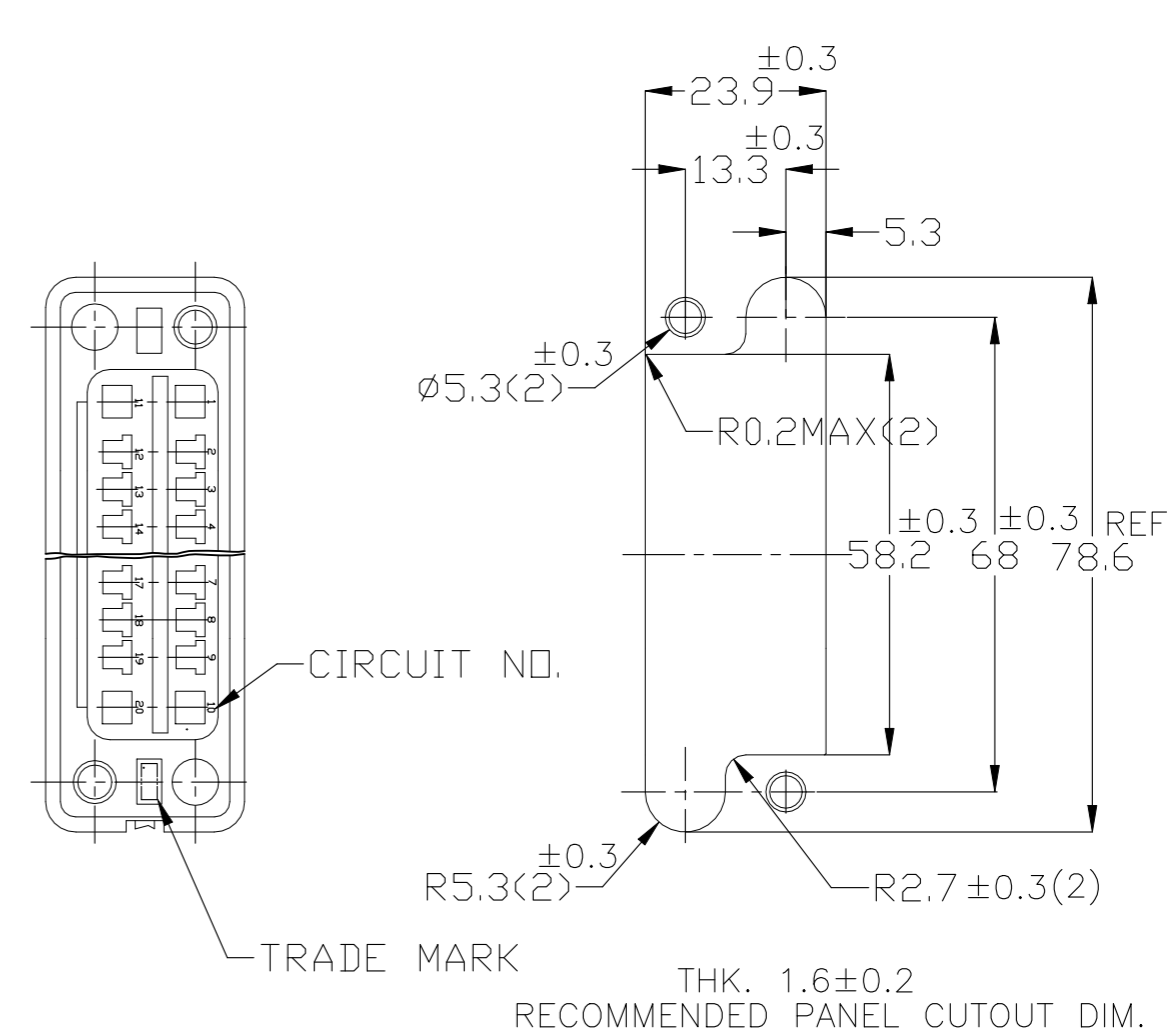 ±0.3
23.9
±0.3
13.3
5.3
±0.3
Ø5.3(2)
R0.2MAX(2)
±0.3 ±0.3 REF
58.2 68 78.6
11 1
12 2
13 3
14 4
17 7
18 8
19 9
20 10
CIRCUIT NO.
±0.3
R5.3(2)
R2.7±0.3(2)
TRADE MARK
THK. 1.6±0.2
RECOMMENDED PANEL CUTOUT DIM.